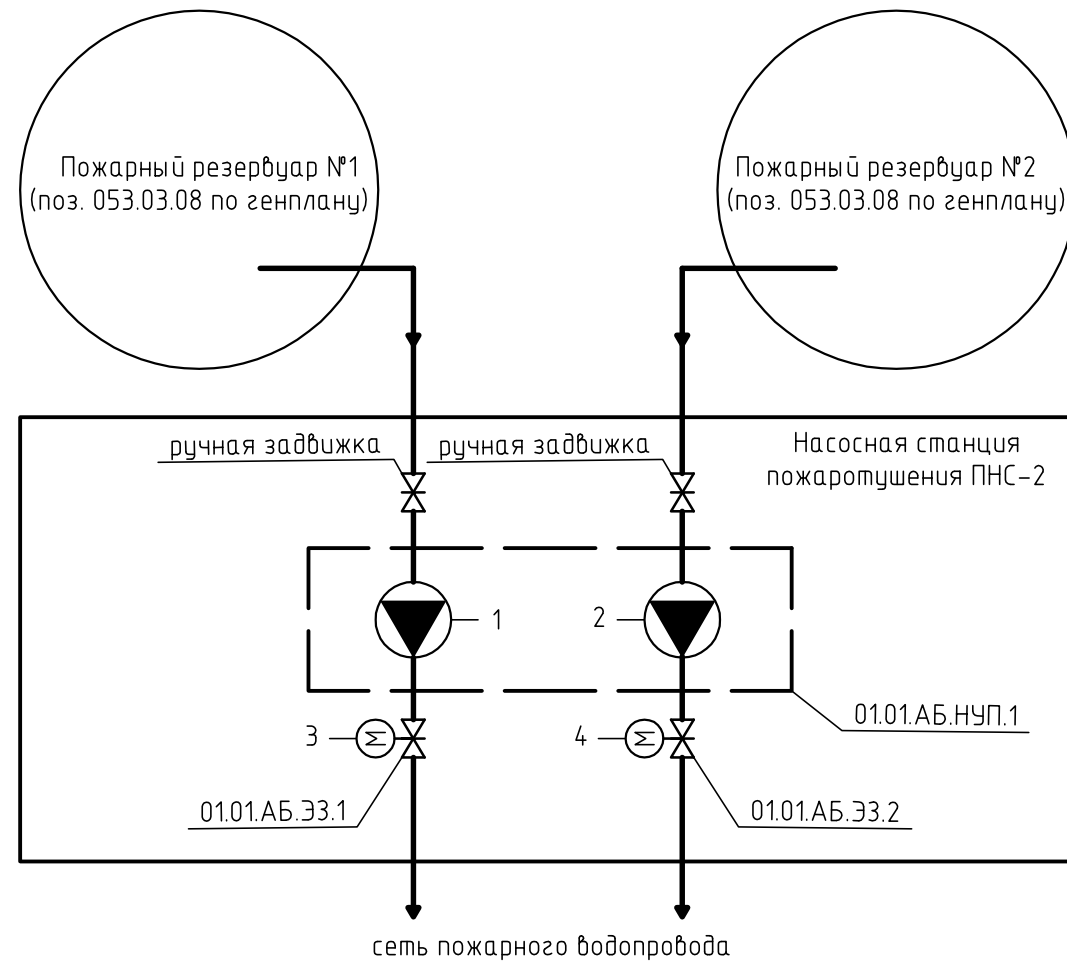 Пожарный резервуар №1
(поз. 053.03.08 по генплану)
Пожарный резервуар №2
(поз. 053.03.08 по генплану)
ручная задвижка
ручная задвижка
Насосная станция
пожаротушения ПНС-2
1
2
01.01.АБ.НУП.1
3
М
4
М
01.01.АБ.ЭЗ.1
01.01.АБ.ЭЗ.2
сеть пожарного водопровода